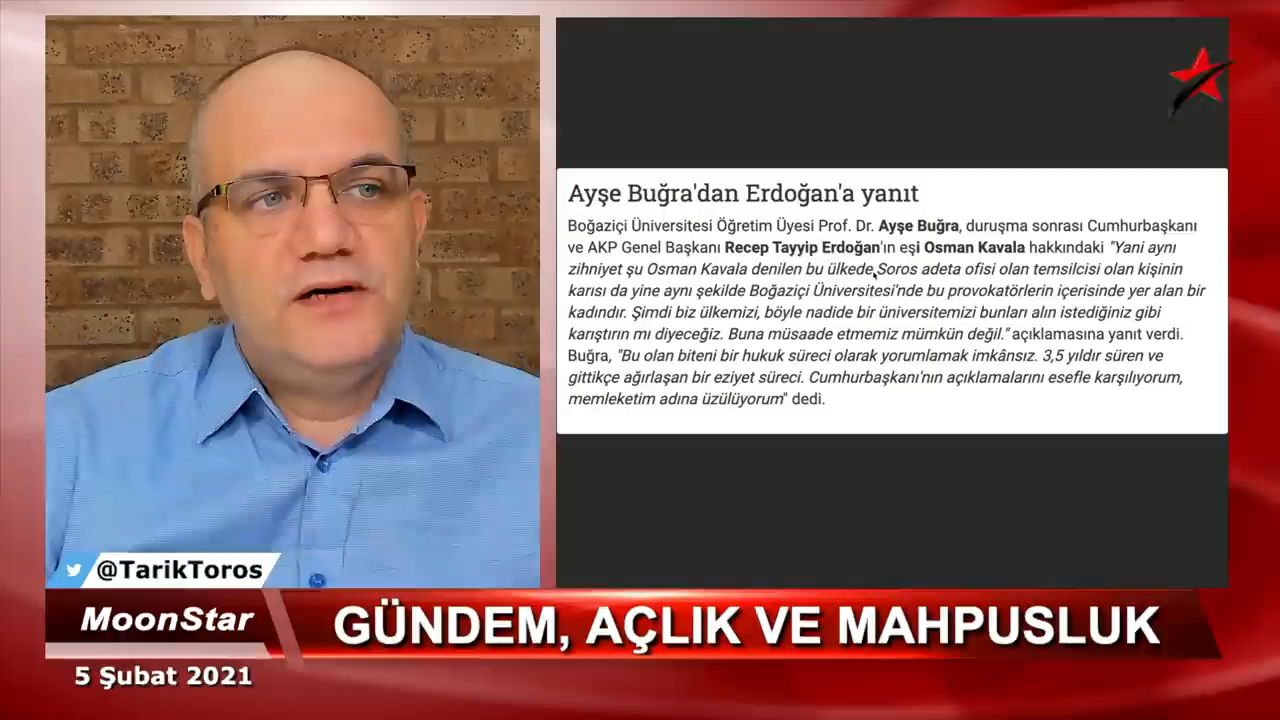 Ayşe Buğra'dan Erdoğan'a yanıt
Boğaziçi Üniversitesi Öğretim Üyesi Prof. Dr. Ayşe Buğra, duruşma sonrası Cumhurbaşkanı
ve AKP Genel Başkanı Recep Tayyip Erdoğan'ın eşi Osman Kavala hakkındaki "Yani aynı
zihniyet şu Osman Kavala denilen bu ülkede Soros adeta ofisi olan temsilcisi olan kişinin
karısı da yine aynı şekilde Boğaziçi Üniversitesi'nde bu provokatörlerin içerisinde yer alan bir
kadındır. Şimdi biz ülkemizi, böyle nadide bir üniversitemizi bunları alın istediğiniz gibi
karıştırın mı diyeceğiz. Buna müsaade etmemiz mümkün değil." açıklamasına yanıt verdi.
Buğra, "Bu olan biteni bir hukuk süreci olarak yorumlamak imkânsız. 3,5 yıldır süren ve
gittikçe ağırlaşan bir eziyet süreci. Cumhurbaşkanı'nın açıklamalarını esefle karşılıyorum,
memleketim adına üzülüyorum" dedi.
@TarikToros
MoonStar
GÜNDEM, AÇLIK VE MAHPUSLUK
5 Şubat 2021